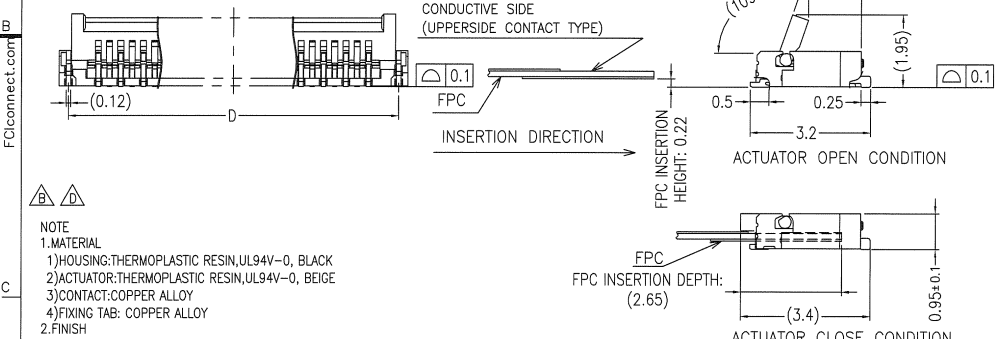 B
FCIconnect.com
CONDUCTIVE SIDE
(UPPERSIDE CONTACT TYPE)
(1.95)
0.1
0.1
(0.12)
FPC
0.5
0.25
D
3.2
INSERTION DIRECTION
FPC INSERTION
HEIGHT: 0.22
ACTUATOR OPEN CONDITION
B
D
NOTE
1.MATERIAL
1)HOUSING:THERMOPLASTIC RESIN,UL94V-0, BLACK
2)ACTUATOR:THERMOPLASTIC RESIN,UL94V-0, BEIGE
3)CONTACT:COPPER ALLOY
4)FIXING TAB: COPPER ALLOY
2.FINISH
C
FPC
FPC INSERTION DEPTH:
(2.65)
0.95±0.1
(3.4)
ACTUATOR CLOSE CONDITION